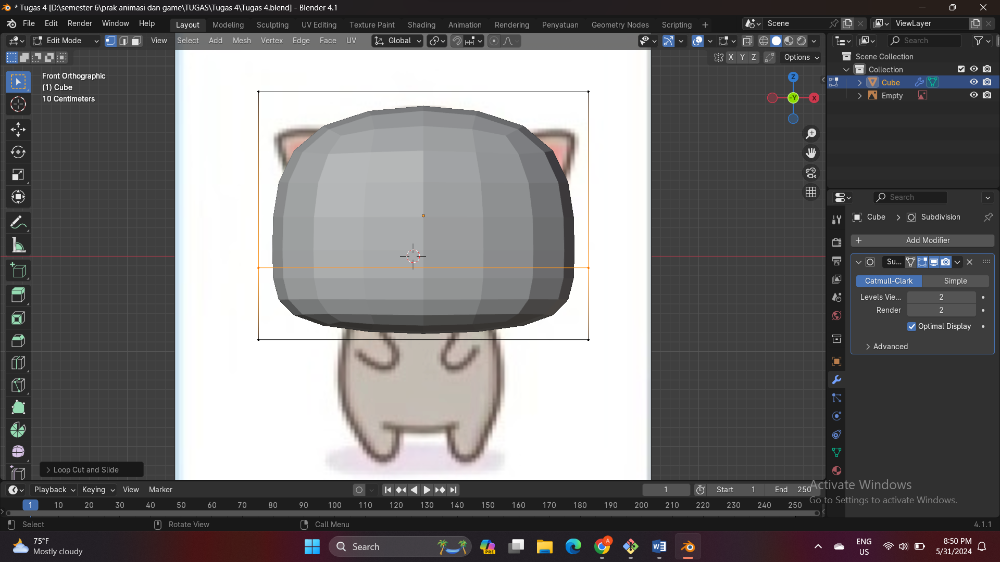 * Tugas 4 [D:\semester 6\prak animasi dan game\TUGAS\Tugas 4\Tugas 4.blend] - Blender 4.1
File Edit Render Window Help Layout Modeling Sculpting UV Editing Texture Paint Shading Animation Rendering Penyatuan Geometry Nodes Scripting + Scene ViewLayer
Edit Mode View Select Add Mesh Vertex Edge Face UV Global Search
X Y Z Options
Scene Collection
Collection
Cube
Empty
Front Orthographic
(1) Cube
10 Centimeters
Z
-Y X
Search
Cube > Subdivision
+ Add Modifier
Su...
Catmull-Clark Simple
Levels Vie... 2
Render 2
Optimal Display
> Advanced
> Loop Cut and Slide
Activate Windows
Go to Settings to activate Windows.
Playback Keying View Marker 1 Start 1 End 250
1 10 20 30 40 50 60 70 80 90 100 110 120 130 140 150 160 170 180 190 200 210 220 230 240 250
Select Rotate View Call Menu 4.1.1
75°F
Mostly cloudy
Search
PRE
A
ENG
US
8:50 PM
5/31/2024